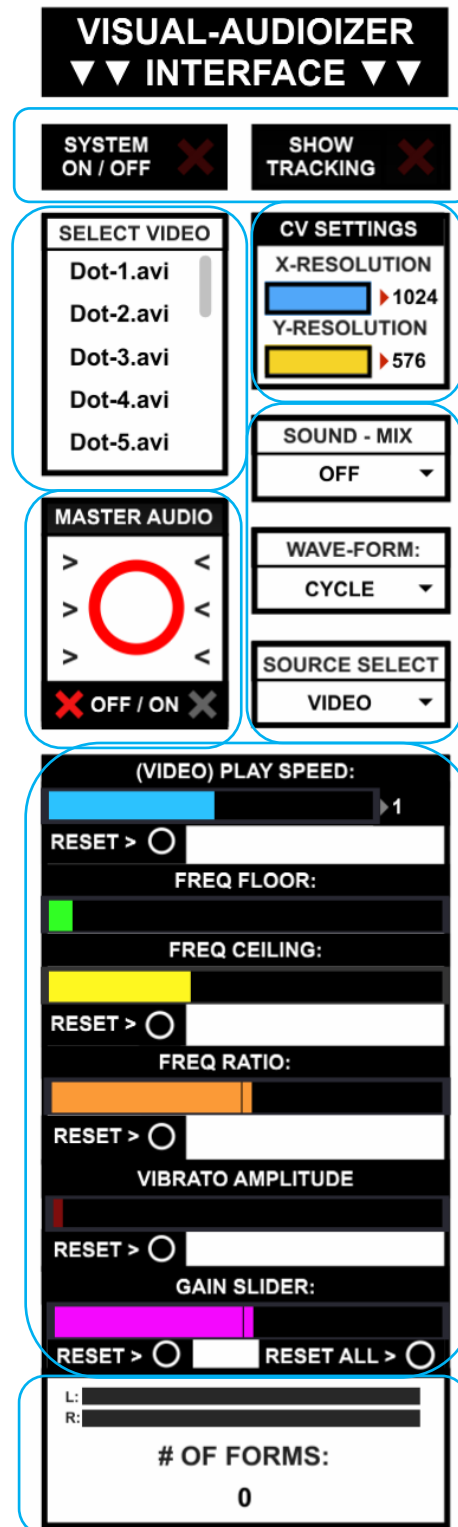 VISUAL-AUDIOIZER
▼▼ INTERFACE ▼▼
SYSTEM
ON / OFF
SHOW
TRACKING
SELECT VIDEO
Dot-1.avi
Dot-2.avi
Dot-3.avi
Dot-4.avi
Dot-5.avi
CV SETTINGS
X-RESOLUTION
1024
Y-RESOLUTION
576
SOUND - MIX
OFF
WAVE-FORM:
CYCLE
SOURCE SELECT
VIDEO
MASTER AUDIO
> <
> <
> <
OFF / ON
(VIDEO) PLAY SPEED:
1
RESET >
FREQ FLOOR:
FREQ CEILING:
RESET >
FREQ RATIO:
RESET >
VIBRATO AMPLITUDE
RESET >
GAIN SLIDER:
RESET > RESET ALL >
L:
R:
# OF FORMS:
0